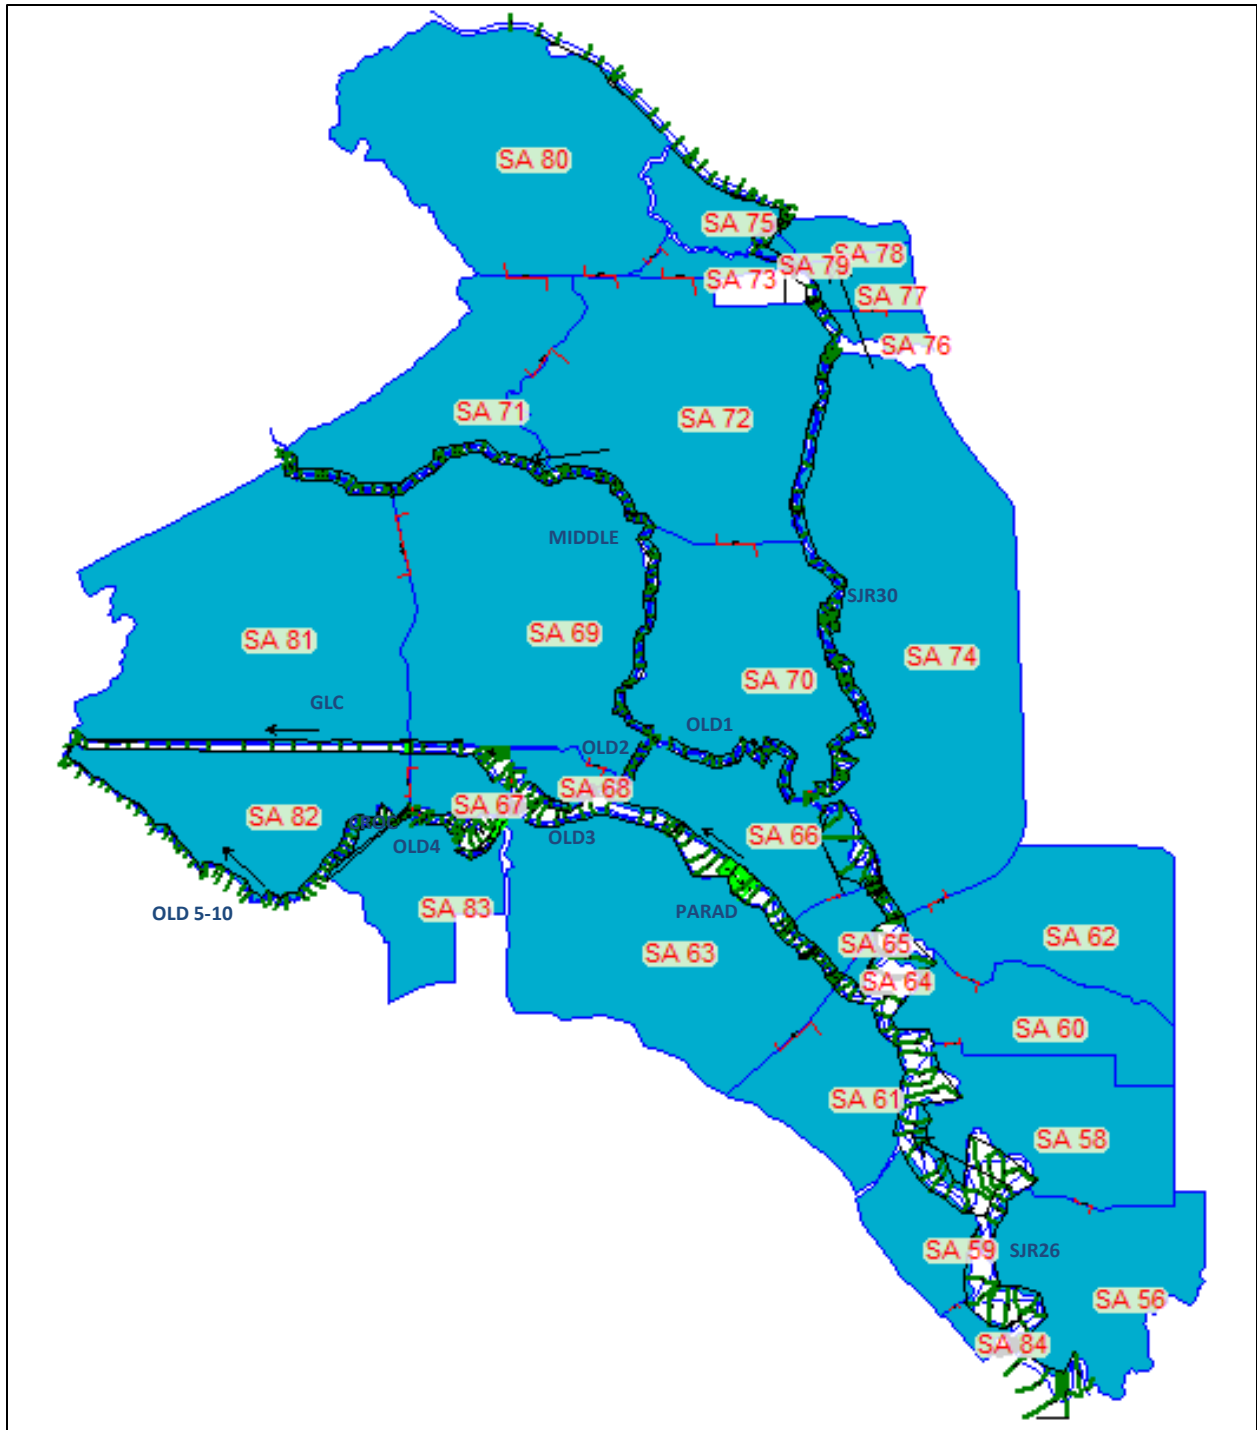 SA 80
SA 75
SA 78
SA 79
SA 73
SA 77
SA 76
SA 71
SA 72
MIDDLE
SJR30
SA 81
SA 69
SA 74
SA 70
GLC
OLD1
OLD2
SA 68
SA 67
SA 82
OLD3
SA 66
OLD4
OLD 5-10
SA 83
PARAD
SA 63
SA 65
SA 62
SA 64
SA 60
SA 61
SA 58
SA 59
SJR26
SA 56
SA 84